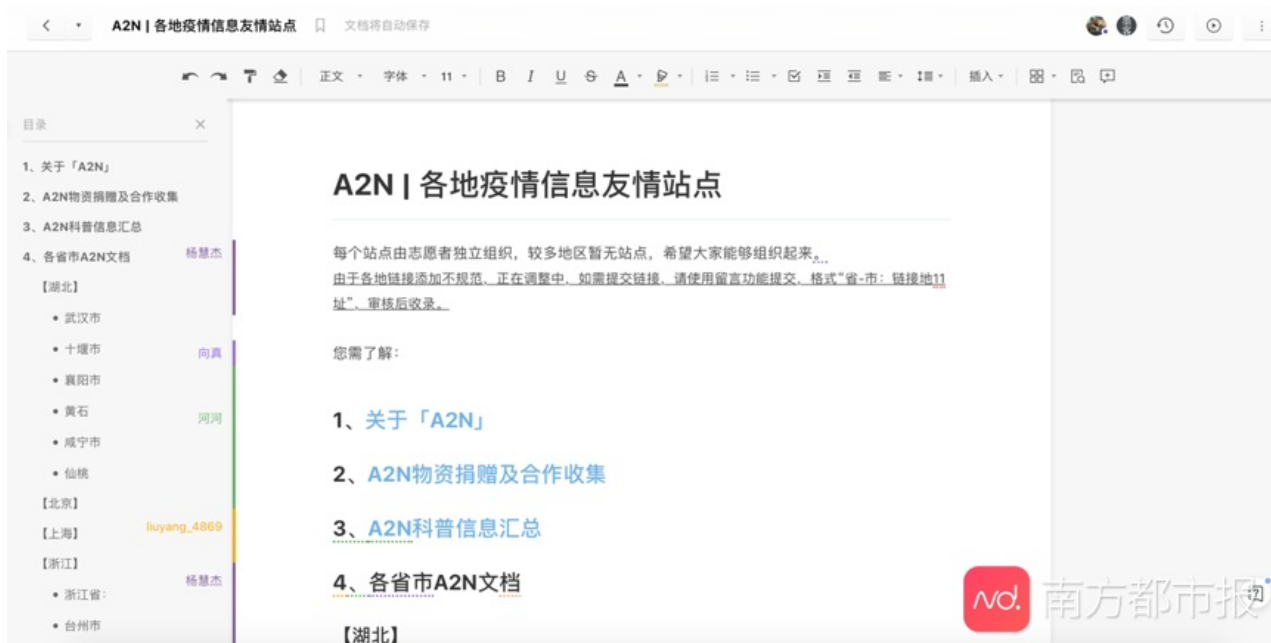 A2N | 各地疫情信息友情站点
文档将自动保存
正文 字体 11 B I U S A 插入
目录
1、关于「A2N」
2、A2N物资捐赠及合作收集
3、A2N科普信息汇总
4、各省市A2N文档
杨慧杰
【湖北】
武汉市
十堰市
向真
襄阳市
黄石
河河
咸宁市
仙桃
【北京】
【上海】
liuyang_4869
【浙江】
杨慧杰
浙江省:
台州市
A2N | 各地疫情信息友情站点
每个站点由志愿者独立组织，较多地区暂无站点，希望大家能够组织起来。
由于各地链接添加不规范，正在调整中，如需提交链接，请使用留言功能提交，格式“省-市：链接地11
址”，审核后收录。
您需了解：
1、关于「A2N」
2、A2N物资捐赠及合作收集
3、A2N科普信息汇总
4、各省市A2N文档
【湖北】
nd.
南方都市报